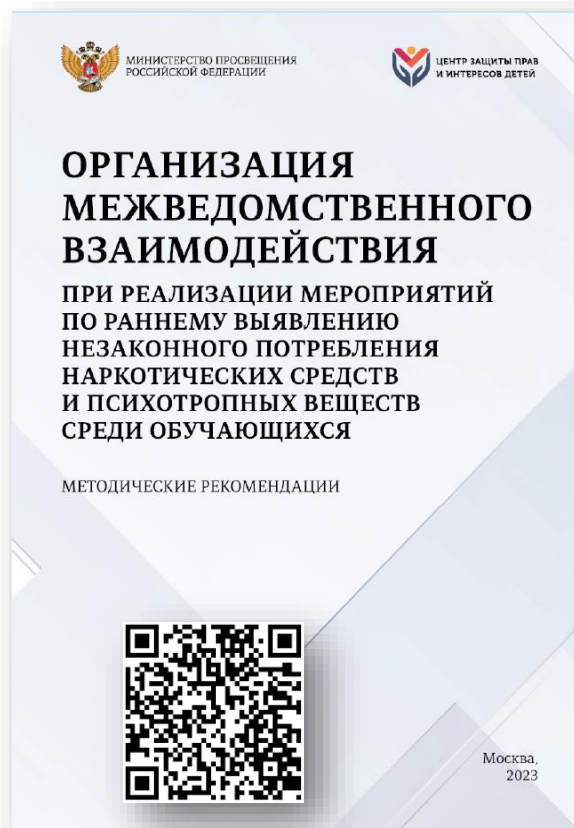 МИНИСТЕРСТВО ПРОСВЕЩЕНИЯ
РОССИЙСКОЙ ФЕДЕРАЦИИ
ЦЕНТР ЗАЩИТЫ ПРАВ
И ИНТЕРЕСОВ ДЕТЕЙ
ОРГАНИЗАЦИЯ
МЕЖВЕДОМСТВЕННОГО
ВЗАИМОДЕЙСТВИЯ
ПРИ РЕАЛИЗАЦИИ МЕРОПРИЯТИЙ
ПО РАННЕМУ ВЫЯВЛЕНИЮ
НЕЗАКОННОГО ПОТРЕБЛЕНИЯ
НАРКОТИЧЕСКИХ СРЕДСТВ
И ПСИХОТРОПНЫХ ВЕЩЕСТВ
СРЕДИ ОБУЧАЮЩИХСЯ
МЕТОДИЧЕСКИЕ РЕКОМЕНДАЦИИ
Москва,
2023